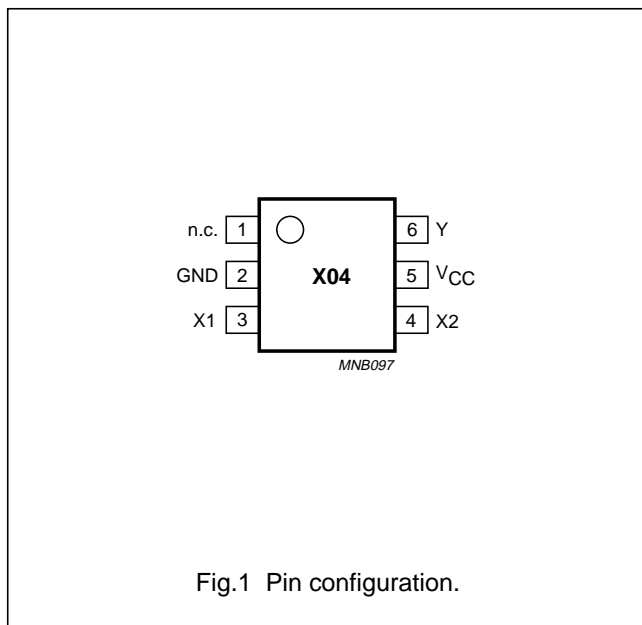 n.c. 1 6 Y
GND 2 X04 5 VCC
X1 3 4 X2
MNB097
Fig.1 Pin configuration.